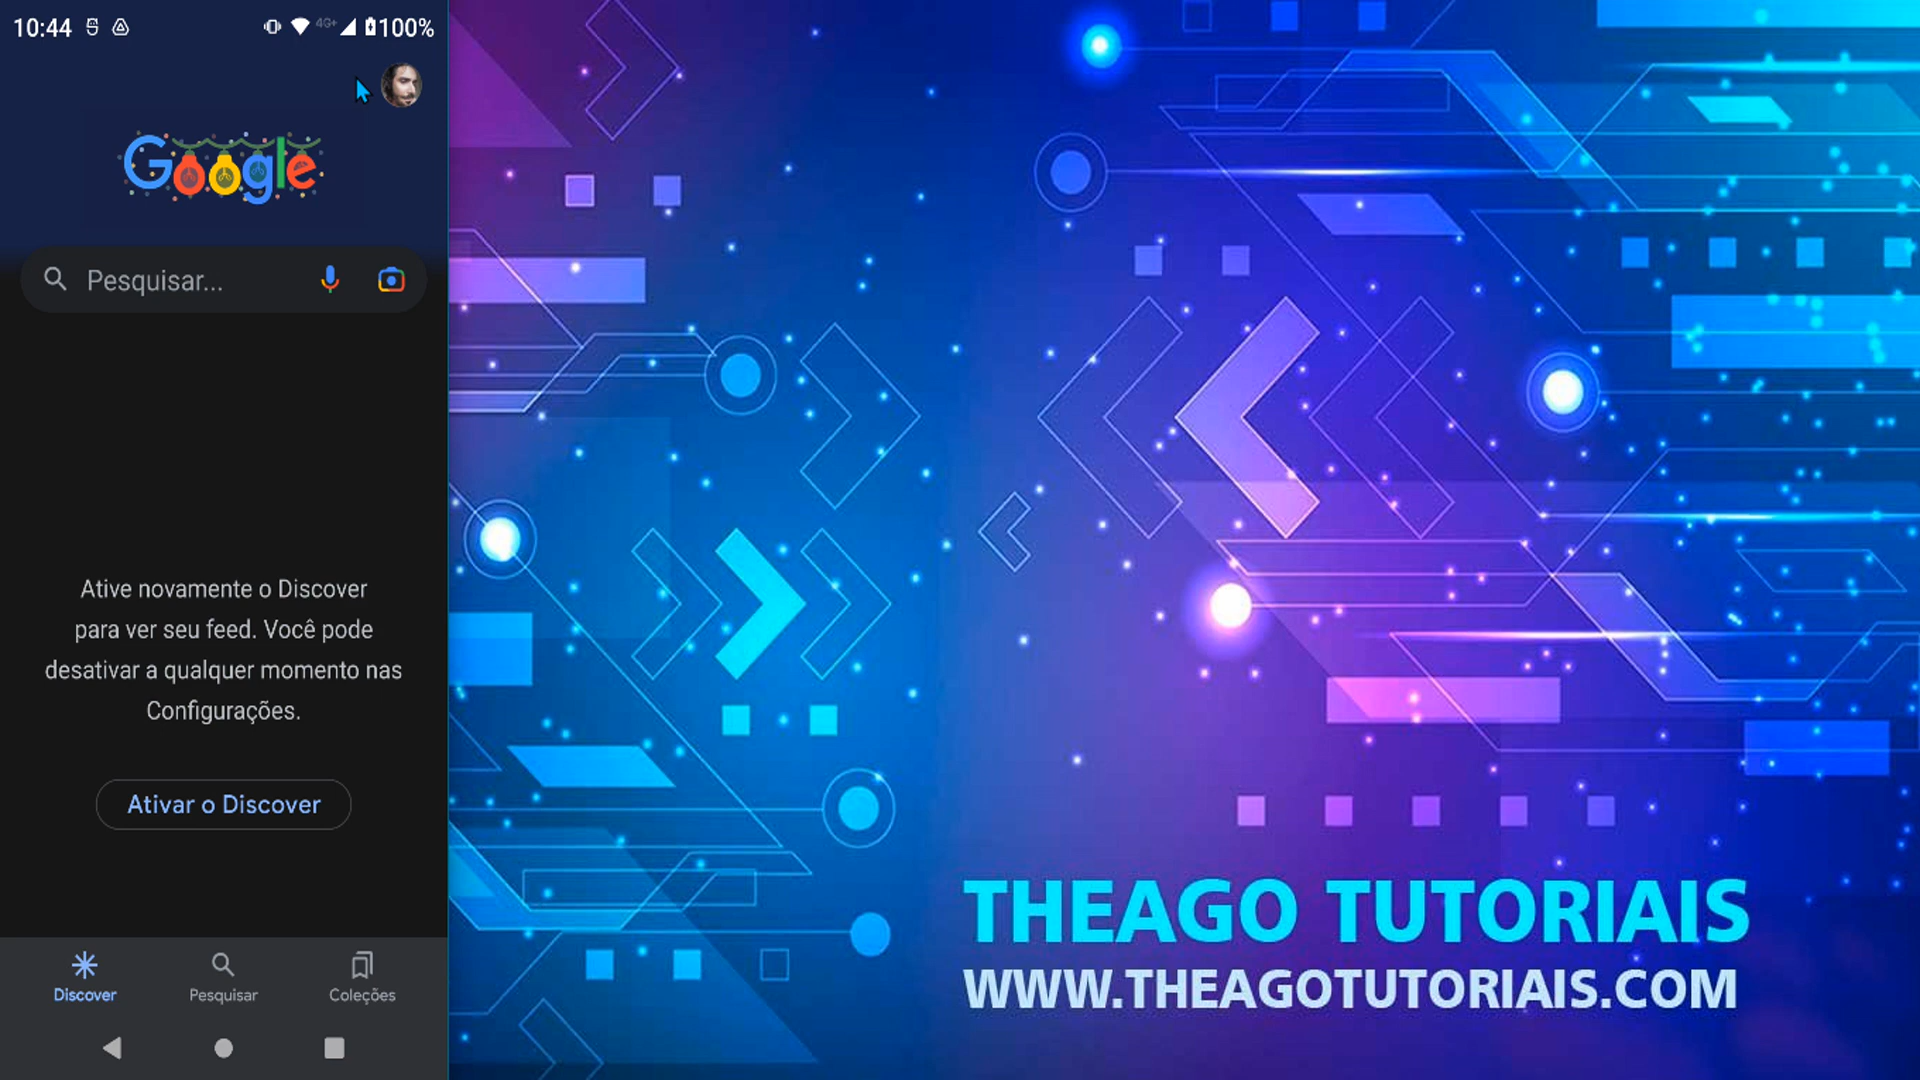 10:44
4G+
100%
Google
Pesquisar...
Ative novamente o Discover
para ver seu feed. Você pode
desativar a qualquer momento nas
Configurações.
Ativar o Discover
Discover
Pesquisar
Coleções
THEAGO TUTORIAIS
WWW.THEAGOTUTORIAIS.COM